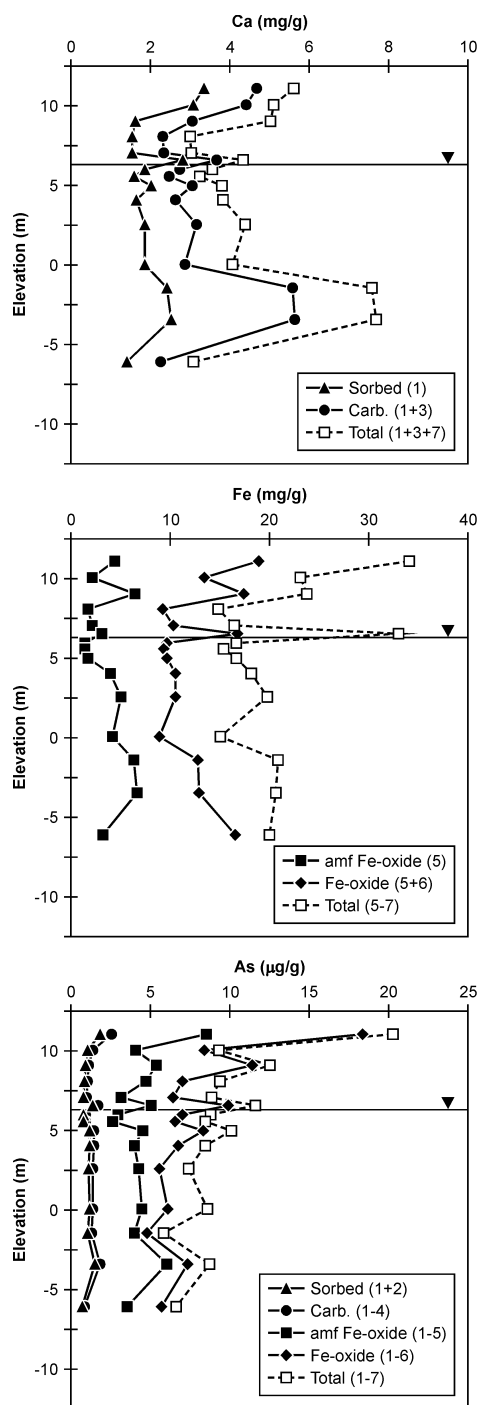 Ca (mg/g)
0 2 4 6 8 10
10
5
0
-5
-10
Elevation (m)
Sorbed (1)
Carb. (1+3)
Total (1+3+7)
Fe (mg/g)
0 10 20 30 40
10
5
0
-5
-10
Elevation (m)
amf Fe-oxide (5)
Fe-oxide (5+6)
Total (5-7)
As (µg/g)
0 5 10 15 20 25
10
5
0
-5
-10
Elevation (m)
Sorbed (1+2)
Carb. (1-4)
amf Fe-oxide (1-5)
Fe-oxide (1-6)
Total (1-7)